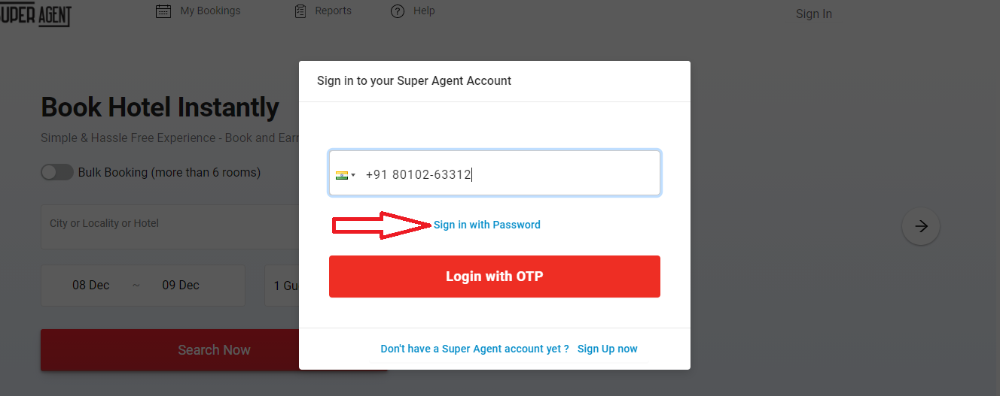 SUPER AGENT
My Bookings
Reports
Help
Sign In
Sign in to your Super Agent Account
Book Hotel Instantly
Simple & Hassle Free Experience - Book and Earn
Bulk Booking (more than 6 rooms)
+91 80102-63312
City or Locality or Hotel
Sign in with Password
08 Dec ~ 09 Dec
1 Gu
Login with OTP
Search Now
Don't have a Super Agent account yet ? Sign Up now